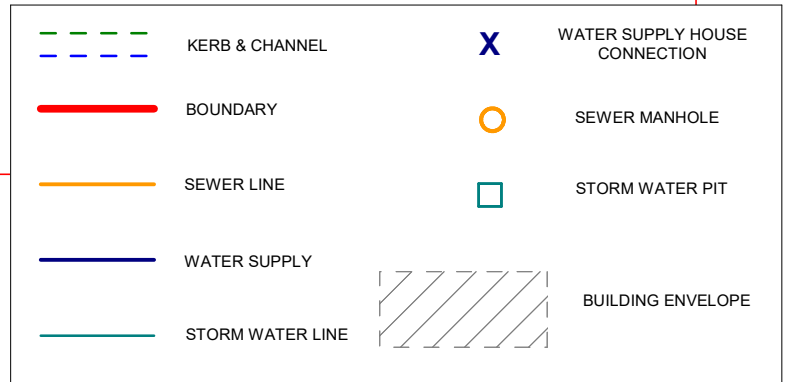 KERB & CHANNEL
BOUNDARY
SEWER LINE
WATER SUPPLY
STORM WATER LINE
X
WATER SUPPLY HOUSE
CONNECTION
SEWER MANHOLE
STORM WATER PIT
BUILDING ENVELOPE